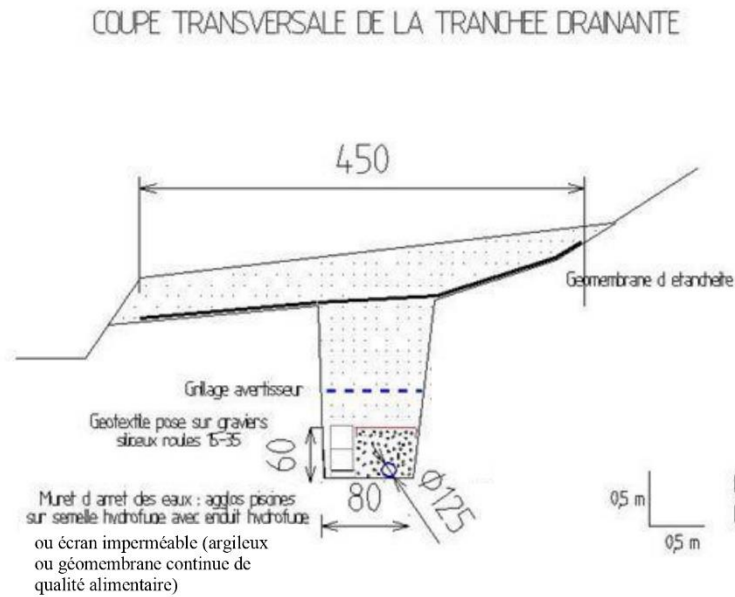 COUPE TRANSVERSALE DE LA TRANCHEE DRAINANTE
450
Geomembrane d etancheite
Grillage avertisseur
Geotextile pose sur graviers
siliceux roules 15-35
60
80
Ø125
Muret d arret des eaux : agglos piscines
sur semelle hydrofuge avec enduit hydrofuge
ou écran imperméable (argileux
ou géomembrane continue de
qualité alimentaire)
0,5 m
0,5 m